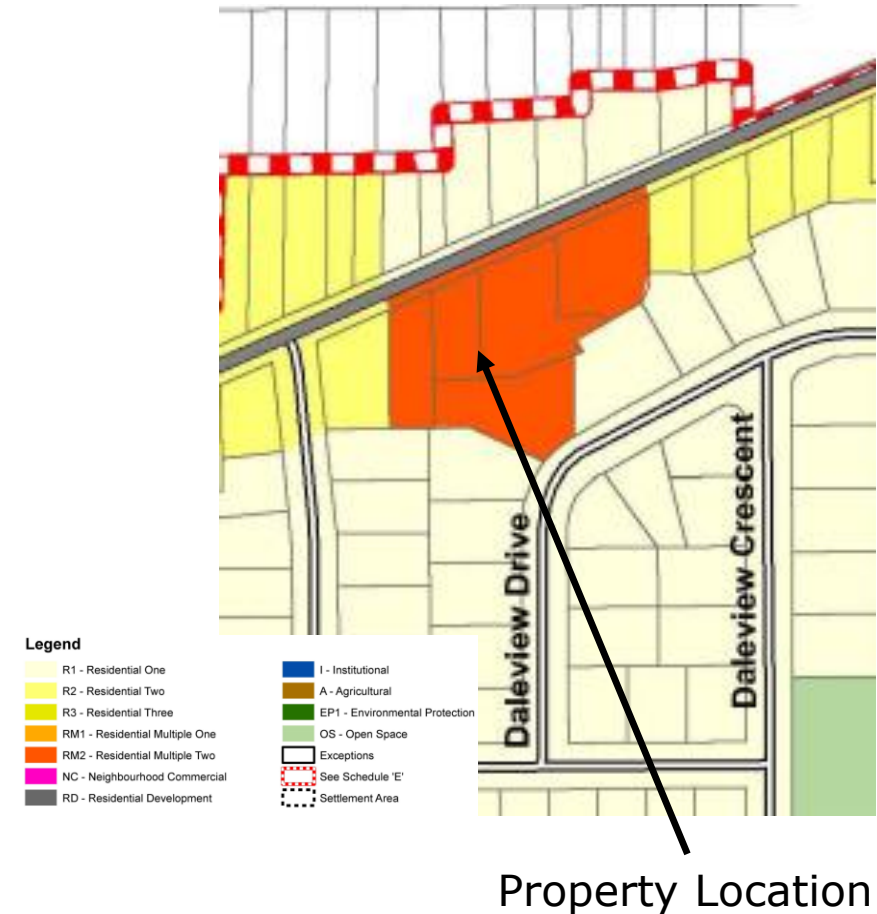 Daleview Drive
Daleview Crescent
Legend
R1 - Residential One
R2 - Residential Two
R3 - Residential Three
RM1 - Residential Multiple One
RM2 - Residential Multiple Two
NC - Neighbourhood Commercial
RD - Residential Development
I - Institutional
A - Agricultural
EP1 - Environmental Protection
OS - Open Space
Exceptions
See Schedule 'E'
Settlement Area
Property Location